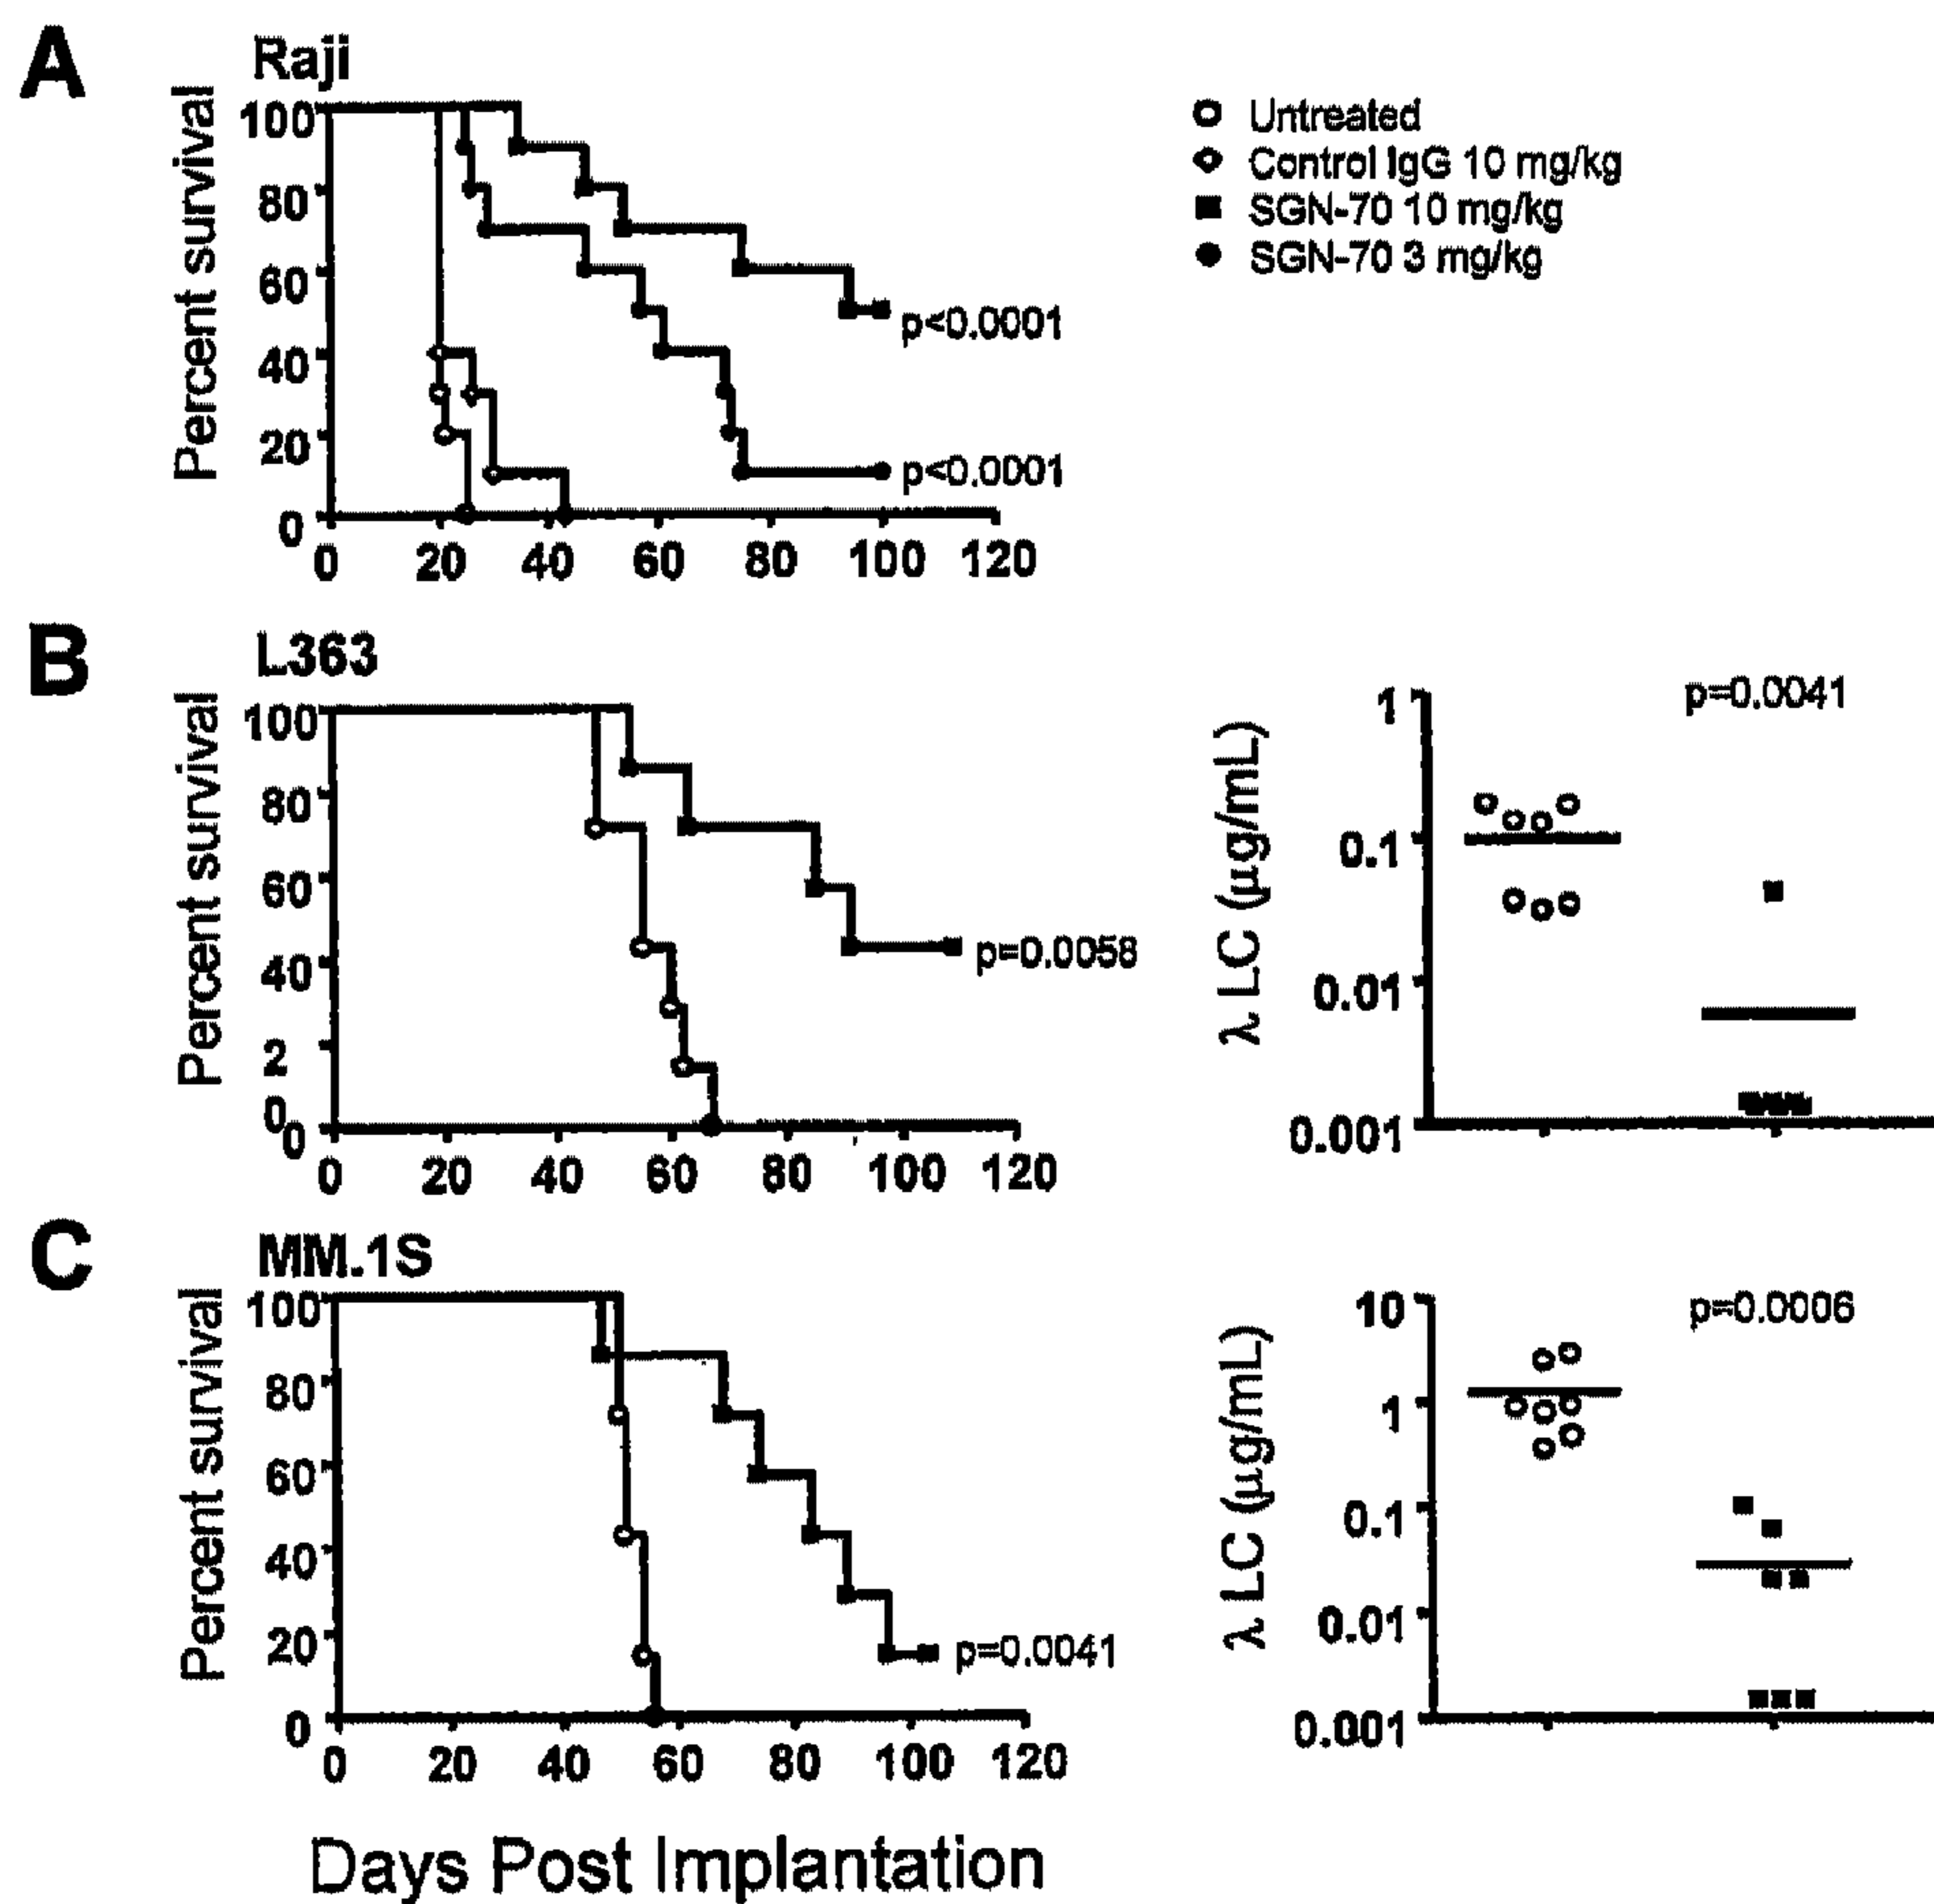 A
Raji
Percent survival
100
80
60
40
20
0
0 20 40 60 80 100 120
p<0.0001
p<0.0001
Untreated
Control IgG 10 mg/kg
SGN-70 10 mg/kg
SGN-70 3 mg/kg
B
L363
Percent survival
100
80
60
40
2
0
0
0 20 40 60 80 100 120
p=0.0058
λ LC (µg/mL)
1
0.1
0.01
0.001
p=0.0041
C
MM.1S
Percent survival
100
80
60
40
20
0
0 20 40 60 80 100 120
p=0.0041
λ LC (µg/mL)
10
1
0.1
0.01
0.001
p=0.0006
Days Post Implantation